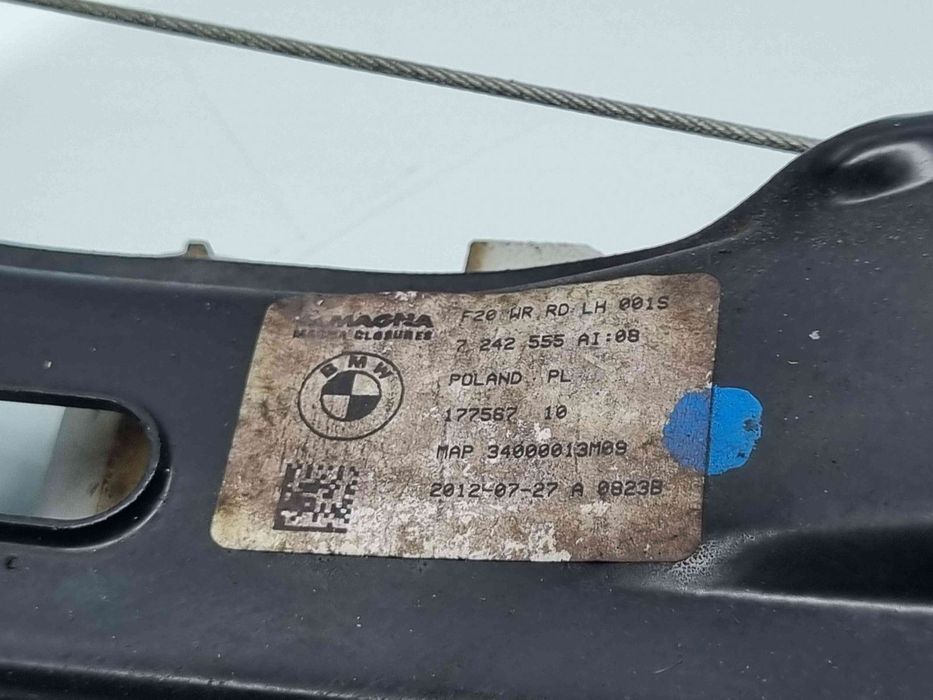 MAGNA
MAGNA CLOSURES
F20 WR RD LH 001S
7 242 555 AI:08
BMW
POLAND PL
177567 10
MAP 34000013M09
2012-07-27 A 0823B